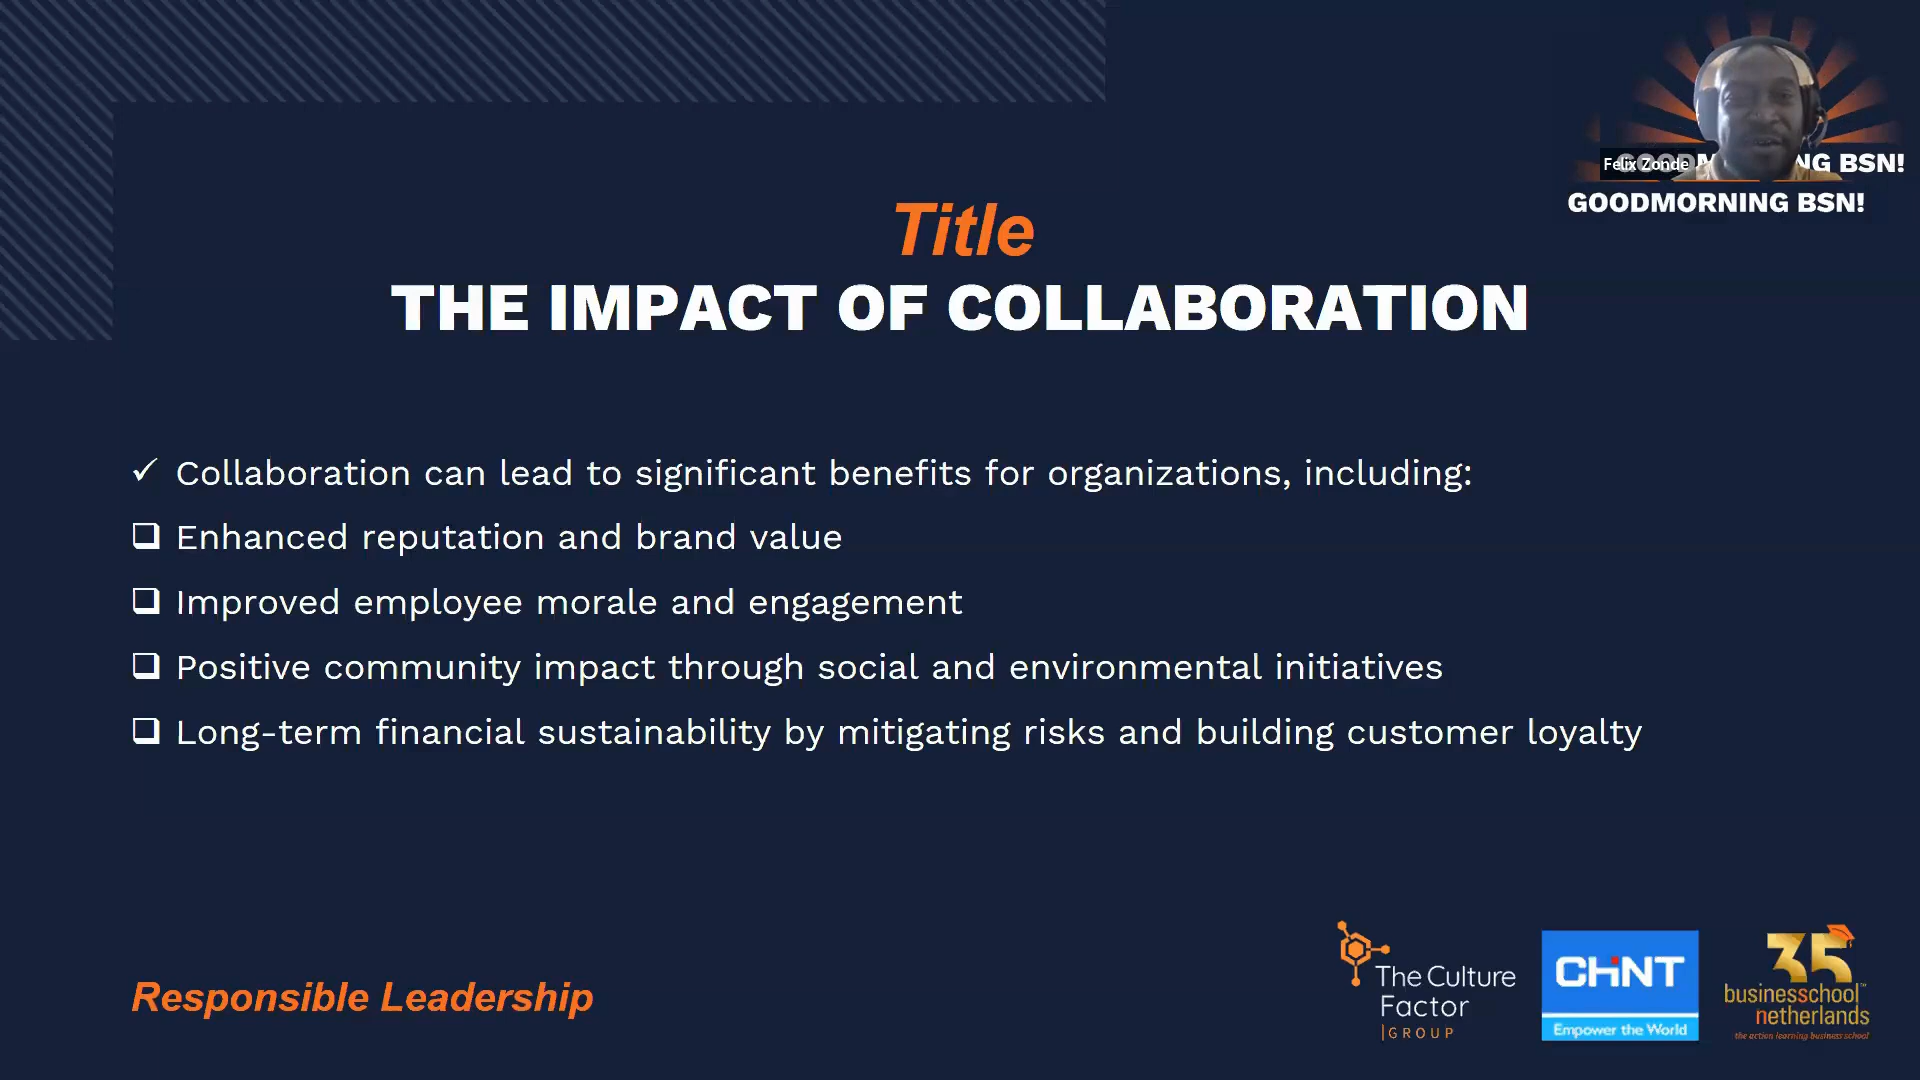 Felix Zonde
NG BSN!
GOODMORNING BSN!
Title
THE IMPACT OF COLLABORATION
✓ Collaboration can lead to significant benefits for organizations, including:
❑ Enhanced reputation and brand value
❑ Improved employee morale and engagement
❑ Positive community impact through social and environmental initiatives
❑ Long-term financial sustainability by mitigating risks and building customer loyalty
Responsible Leadership
The Culture
Factor
|GROUP
CHiNT
Empower the World
35
businesschool™
netherlands
the action learning business school